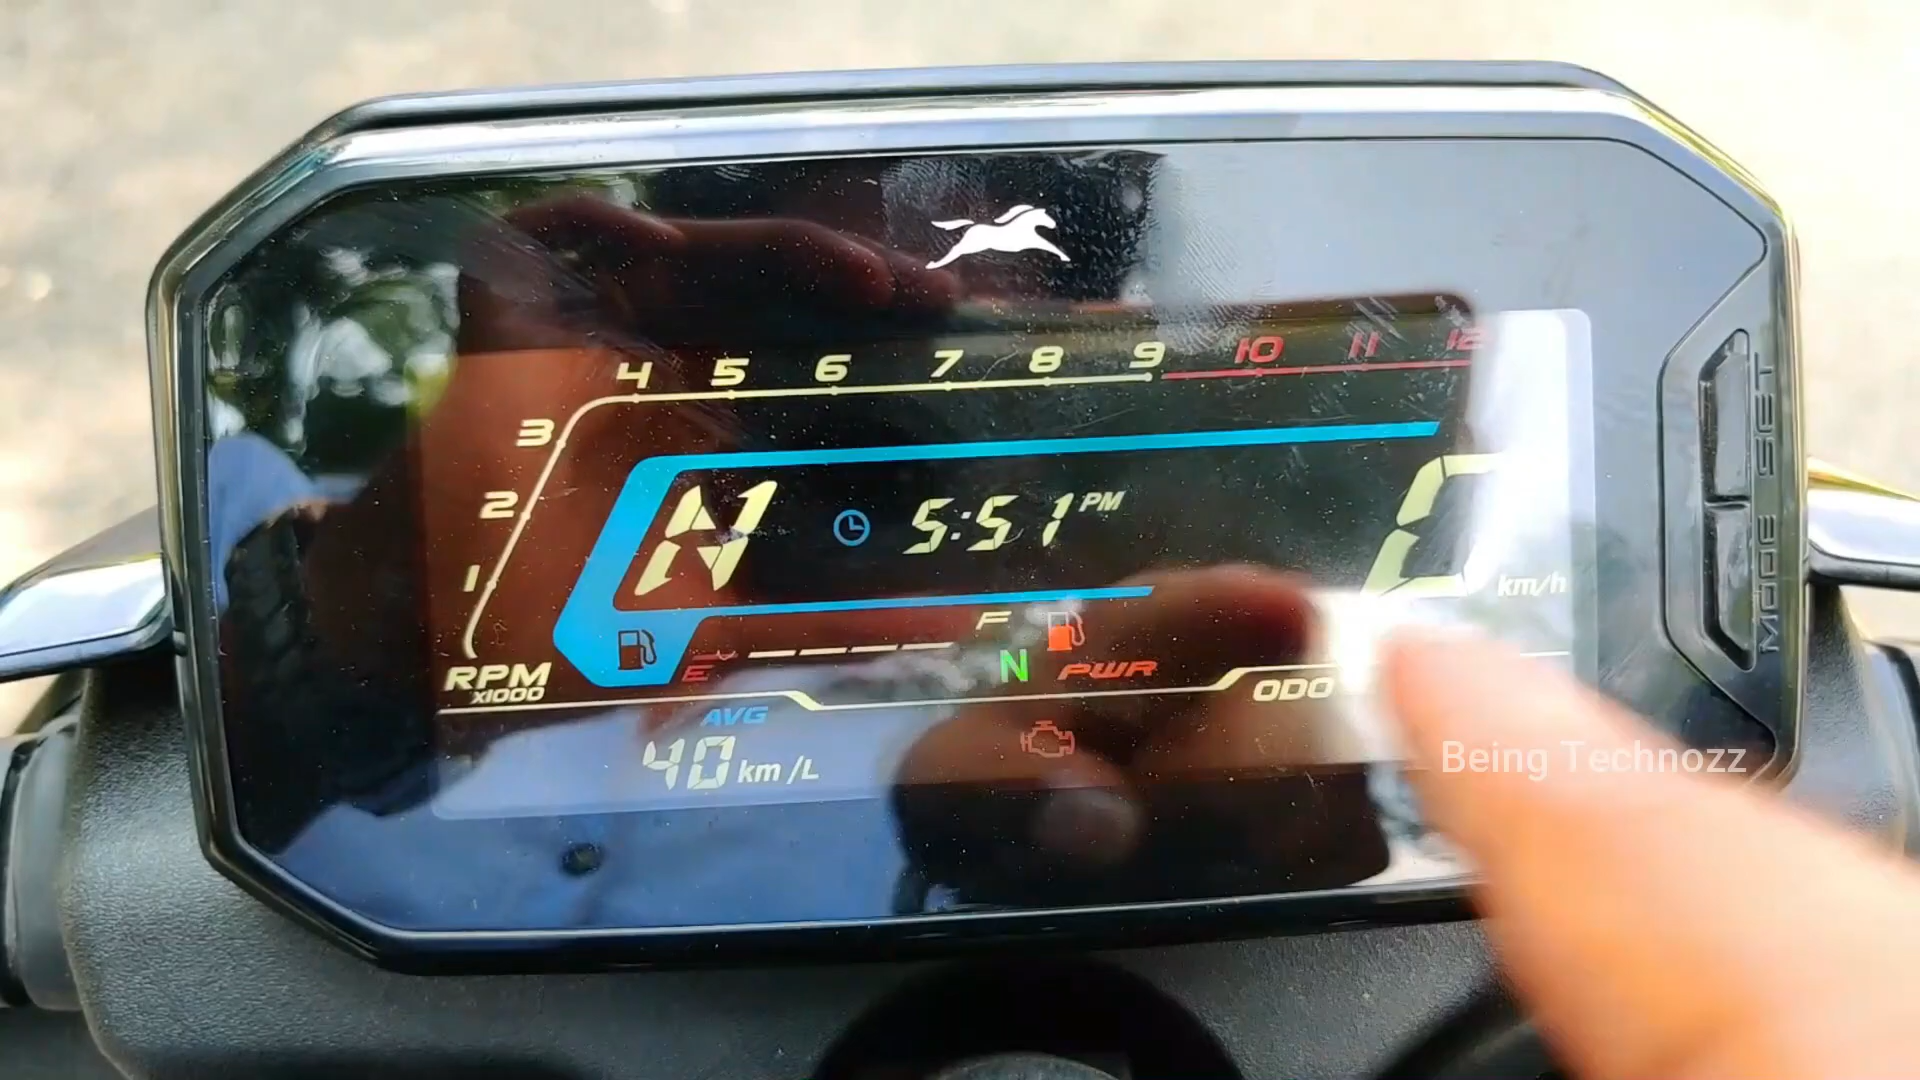 4 5 6 7 8 9 10 11 12
3
2
1
RPM
X1000
N 5:51 PM 0 km/h
E F
N PWR
ODO
AVG
40 km/L
MODE SET
Being Technozz